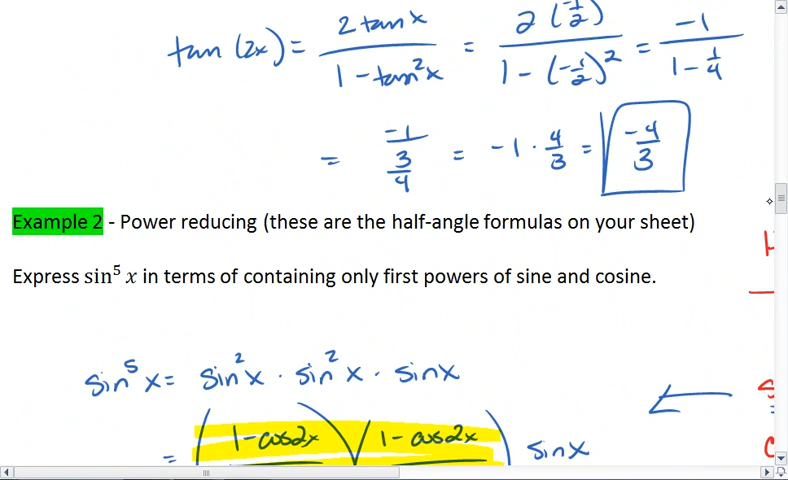 tan(2x) = 2 tan x / 1 - tan²x = 2(-1/2) / 1 - (-1/2)² = -1 / 1 - 1/4
= -1 / 3/4 = -1 · 4/3 = -4/3
Example 2 - Power reducing (these are the half-angle formulas on your sheet)
Express sin⁵ x in terms of containing only first powers of sine and cosine.
sin⁵x = sin²x · sin²x · sinx
= (1-cos2x)(1-cos2x) sinx